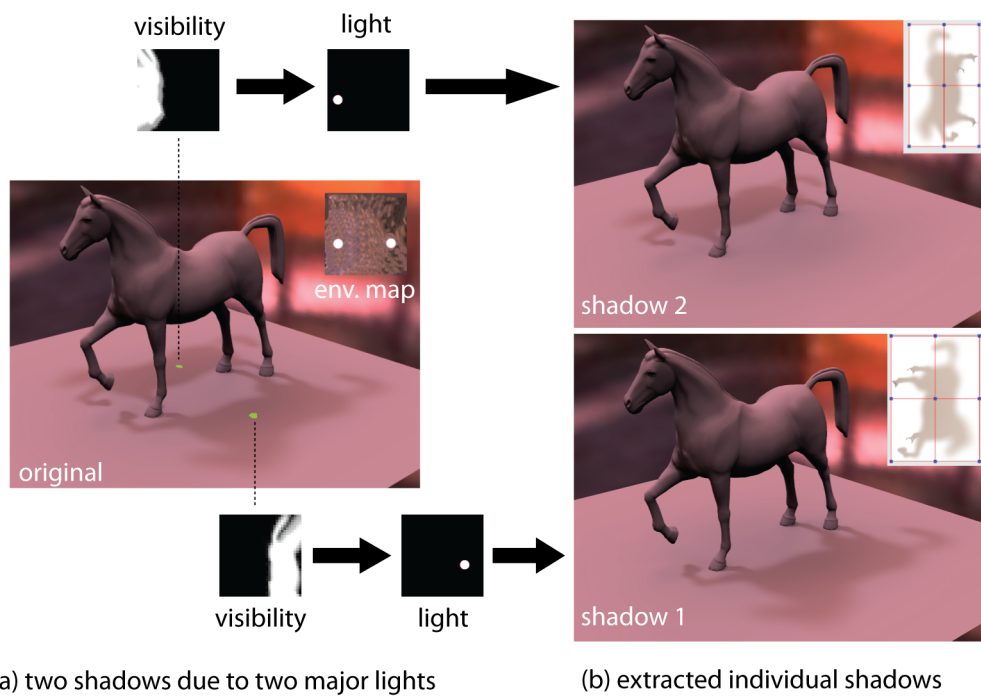 visibility
light
env. map
original
shadow 2
shadow 1
visibility
light
a) two shadows due to two major lights
(b) extracted individual shadows